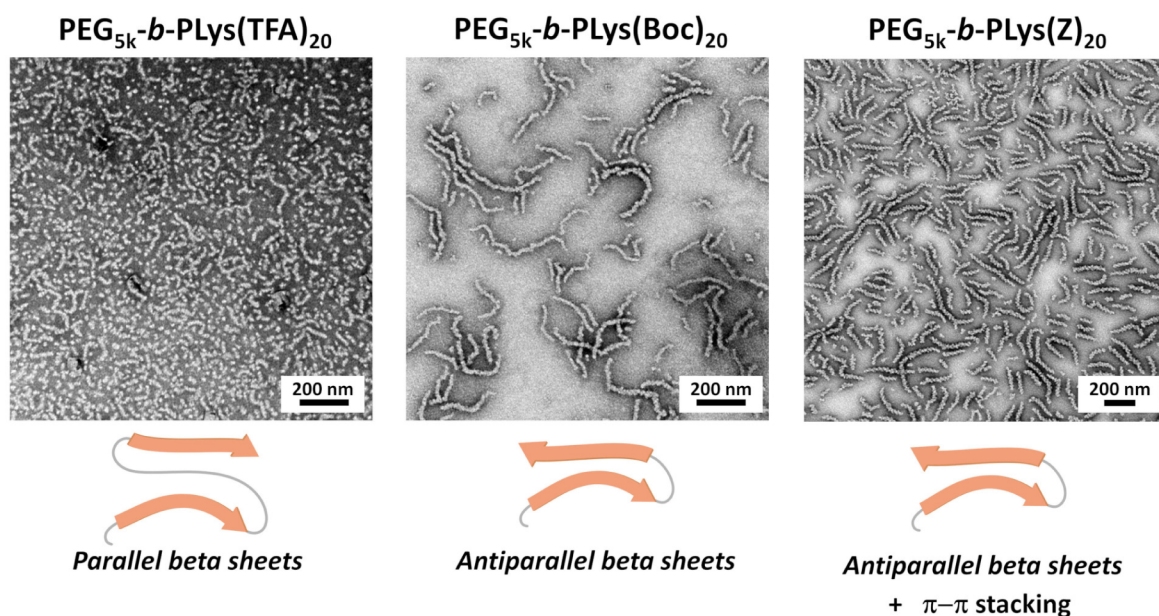 PEG5k-b-PLys(TFA)20
PEG5k-b-PLys(Boc)20
PEG5k-b-PLys(Z)20
200 nm
200 nm
200 nm
Parallel beta sheets
Antiparallel beta sheets
Antiparallel beta sheets
+ π–π stacking